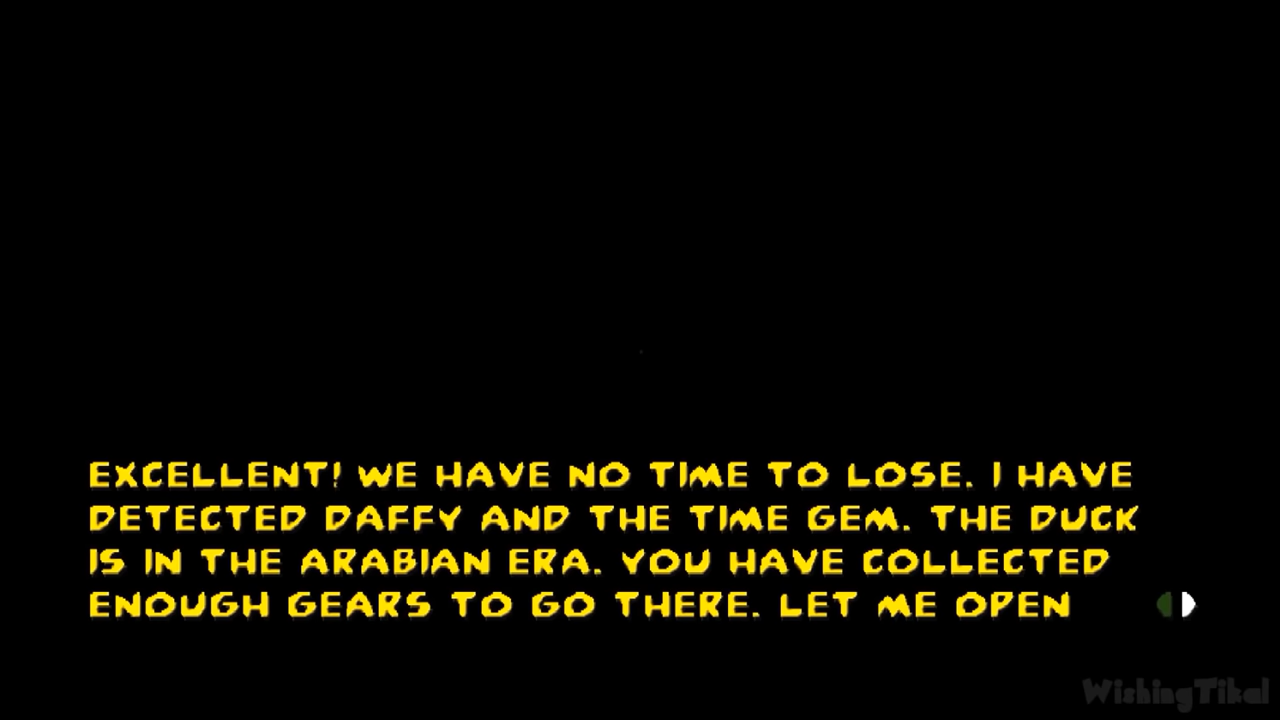 EXCELLENT! WE HAVE NO TIME TO LOSE. I HAVE
DETECTED DAFFY AND THE TIME GEM. THE DUCK
IS IN THE ARABIAN ERA. YOU HAVE COLLECTED
ENOUGH GEARS TO GO THERE. LET ME OPEN
WishingTikal